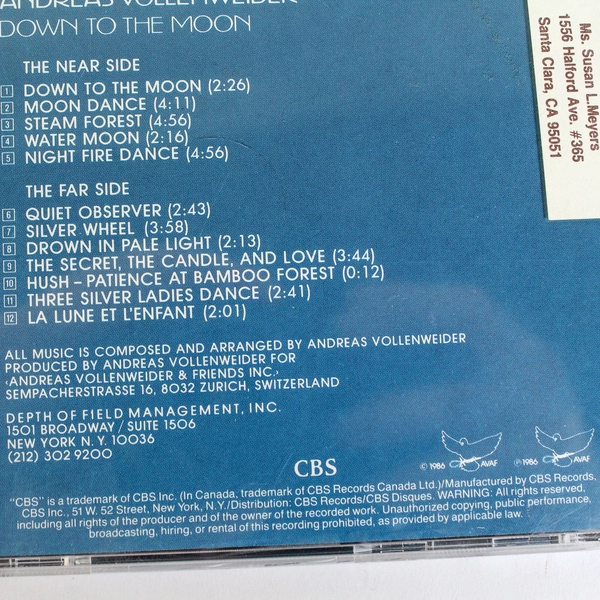 ANDREAS VOLLENWEIDER
DOWN TO THE MOON
THE NEAR SIDE
1 DOWN TO THE MOON (2:26)
2 MOON DANCE (4:11)
3 STEAM FOREST (4:56)
4 WATER MOON (2:16)
5 NIGHT FIRE DANCE (4:56)
THE FAR SIDE
6 QUIET OBSERVER (2:43)
7 SILVER WHEEL (3:58)
8 DROWN IN PALE LIGHT (2:13)
9 THE SECRET, THE CANDLE, AND LOVE (3:44)
10 HUSH – PATIENCE AT BAMBOO FOREST (0:12)
11 THREE SILVER LADIES DANCE (2:41)
12 LA LUNE ET L'ENFANT (2:01)
ALL MUSIC IS COMPOSED AND ARRANGED BY ANDREAS VOLLENWEIDER
PRODUCED BY ANDREAS VOLLENWEIDER FOR
‹ANDREAS VOLLENWEIDER & FRIENDS INC.›
SEMPACHERSTRASSE 16, 8032 ZURICH, SWITZERLAND
DEPTH OF FIELD MANAGEMENT, INC.
1501 BROADWAY / SUITE 1506
NEW YORK N. Y. 10036
(212) 302 9200
CBS
© 1986 AVAF
℗ 1986 AVAF
"CBS" is a trademark of CBS Inc. (In Canada, trademark of CBS Records Canada Ltd.)/Manufactured by CBS Records.
CBS Inc., 51 W. 52 Street, New York, N.Y./Distribution: CBS Records/CBS Disques. WARNING: All rights reserved,
including all rights of the producer and of the owner of the recorded work. Unauthorized copying, public performance,
broadcasting, hiring, or rental of this recording prohibited, as provided by applicable law.
Ms. Susan L.Meyers
1556 Halford Ave. #365
Santa Clara, CA 95051